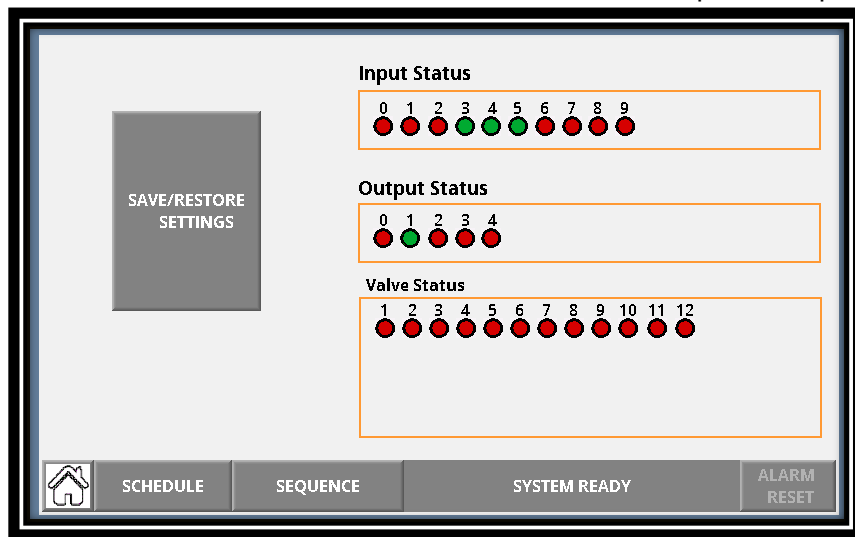 Input Status
0 1 2 3 4 5 6 7 8 9
SAVE/RESTORE
SETTINGS
Output Status
0 1 2 3 4
Valve Status
1 2 3 4 5 6 7 8 9 10 11 12
SCHEDULE
SEQUENCE
SYSTEM READY
ALARM
RESET